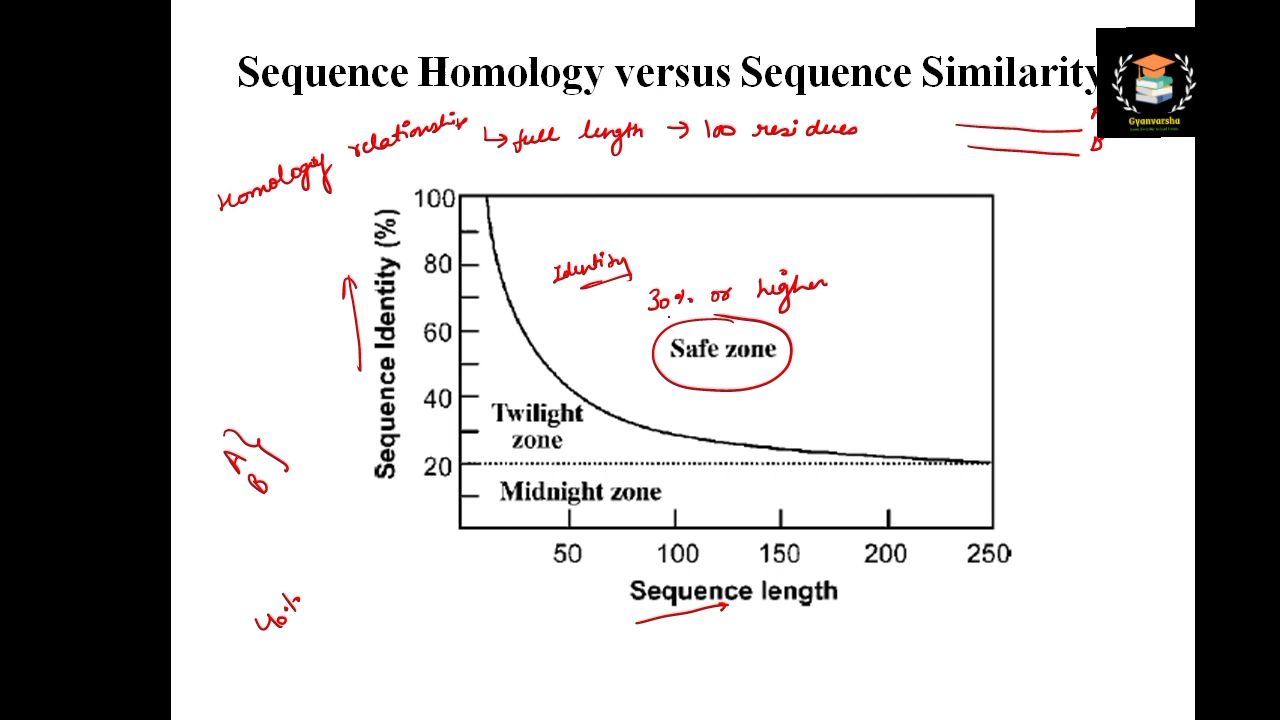 Sequence Homology versus Sequence Similarity
Gyanvarsha
Homology relationship ↳ full length → 100 residues
B
100
80
60
40
20
Sequence Identity (%)
Identity
30% or higher
Safe zone
Twilight
zone
Midnight zone
A
B
40%
50 100 150 200 250
Sequence length